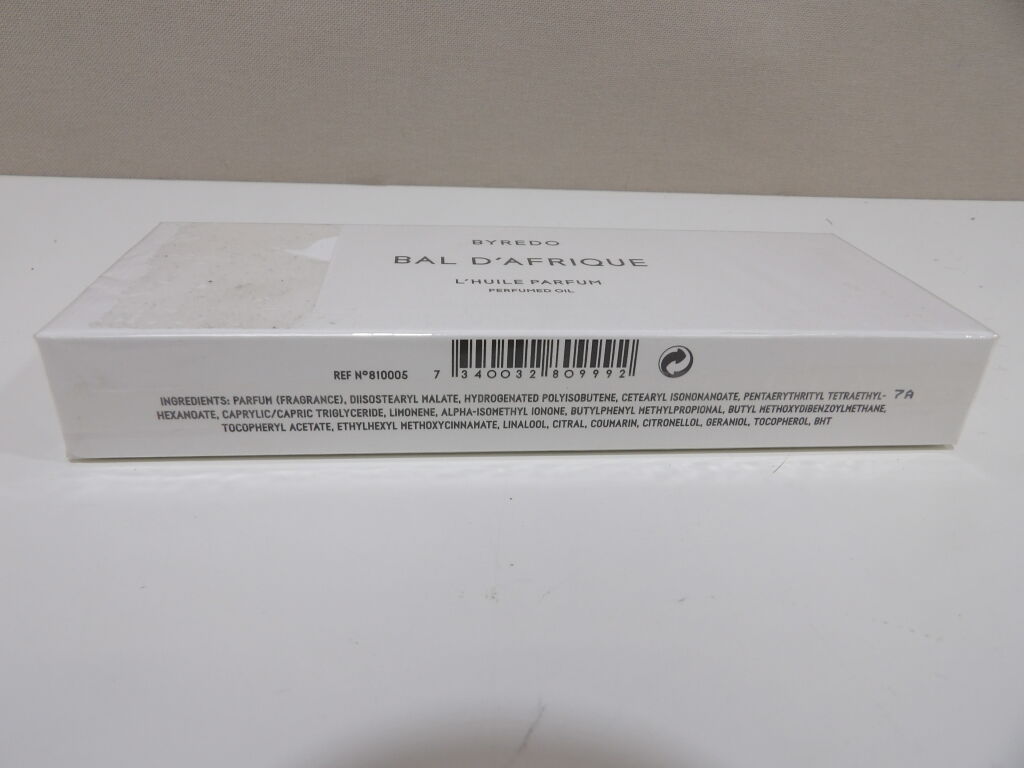 BYREDO
BAL D'AFRIQUE
L'HUILE PARFUM
PERFUMED OIL
REF Nº810005 7 340032 809992
INGREDIENTS: PARFUM (FRAGRANCE), DIISOSTEARYL MALATE, HYDROGENATED POLYISOBUTENE, CETEARYL ISONONANOATE, PENTAERYTHRITYL TETRAETHYL- 7A
HEXANOATE, CAPRYLIC/CAPRIC TRIGLYCERIDE, LIMONENE, ALPHA-ISOMETHYL IONONE, BUTYLPHENYL METHYLPROPIONAL, BUTYL METHOXYDIBENZOYLMETHANE,
TOCOPHERYL ACETATE, ETHYLHEXYL METHOXYCINNAMATE, LINALOOL, CITRAL, COUMARIN, CITRONELLOL, GERANIOL, TOCOPHEROL, BHT